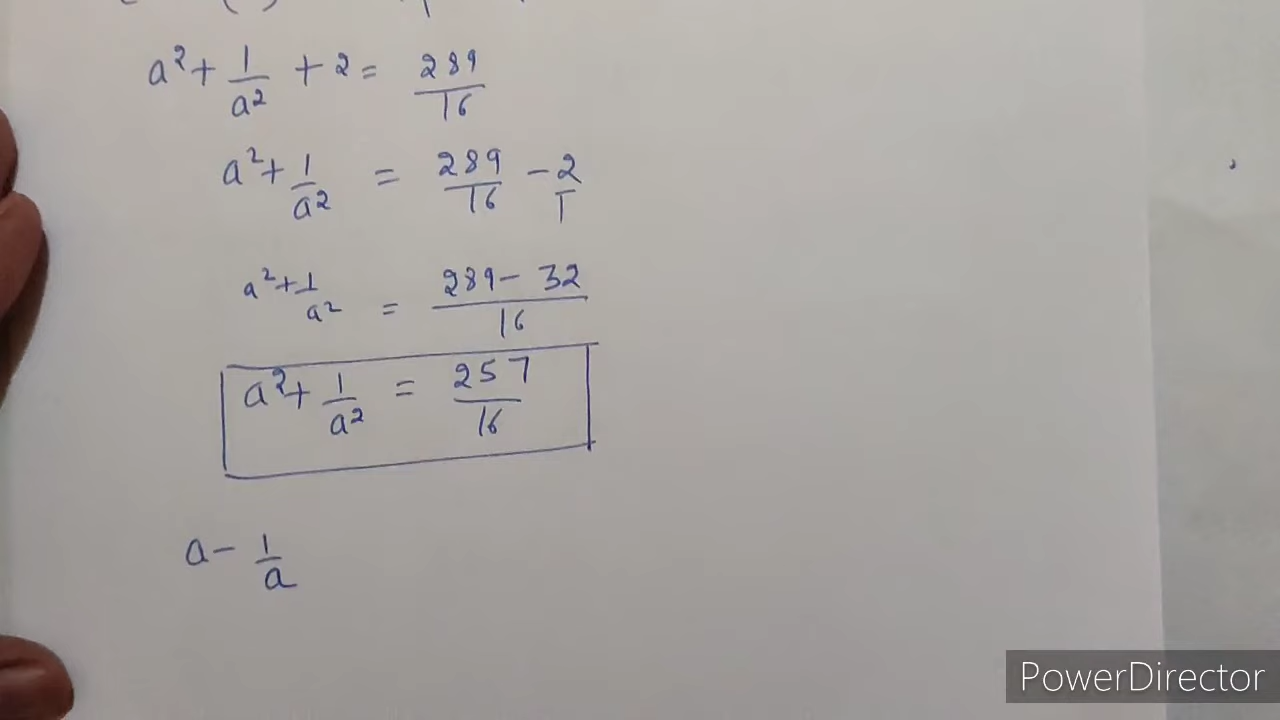 a² + 1/a² + 2 = 289/16
a² + 1/a² = 289/16 - 2/1
a² + 1/a² = 289 - 32/16
a² + 1/a² = 257/16
a - 1/a
PowerDirector